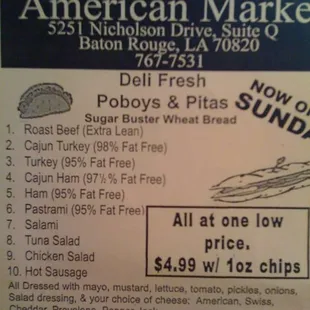 American Marke
5251 Nicholson Drive, Suite Q
Baton Rouge, LA 70820
767-7531
Deli Fresh
Poboys & Pitas
Sugar Buster Wheat Bread
NOW O
SUNDA
1. Roast Beef (Extra Lean)
2. Cajun Turkey (98% Fat Free)
3. Turkey (95% Fat Free)
4. Cajun Ham (97½% Fat Free)
5. Ham (95% Fat Free)
6. Pastrami (95% Fat Free)
7. Salami
8. Tuna Salad
9. Chicken Salad
10. Hot Sausage
All at one low
price.
$4.99 w/ 1oz chips
All Dressed with mayo, mustard, lettuce, tomato, pickles, onions,
Salad dressing, & your choice of cheese: American, Swiss,